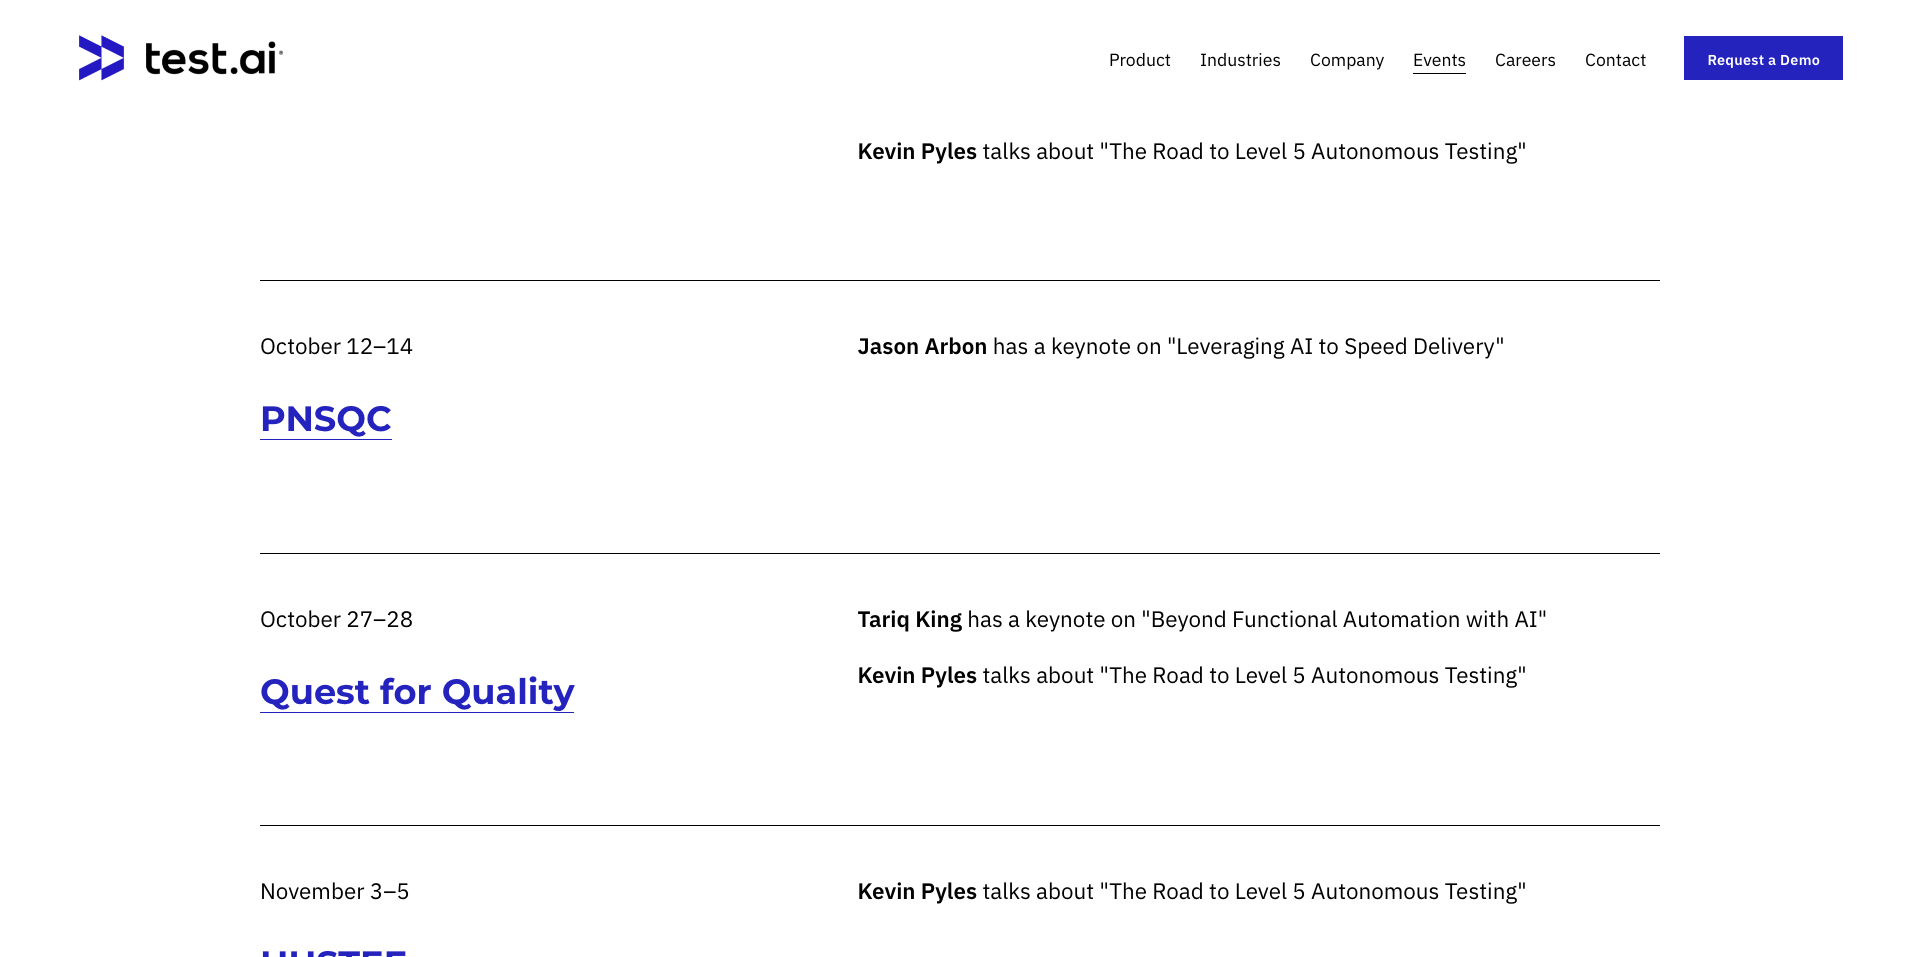 test.ai
Product Industries Company Events Careers Contact Request a Demo
Kevin Pyles talks about "The Road to Level 5 Autonomous Testing"
October 12–14
Jason Arbon has a keynote on "Leveraging AI to Speed Delivery"
PNSQC
October 27–28
Tariq King has a keynote on "Beyond Functional Automation with AI"
Quest for Quality
Kevin Pyles talks about "The Road to Level 5 Autonomous Testing"
November 3–5
Kevin Pyles talks about "The Road to Level 5 Autonomous Testing"